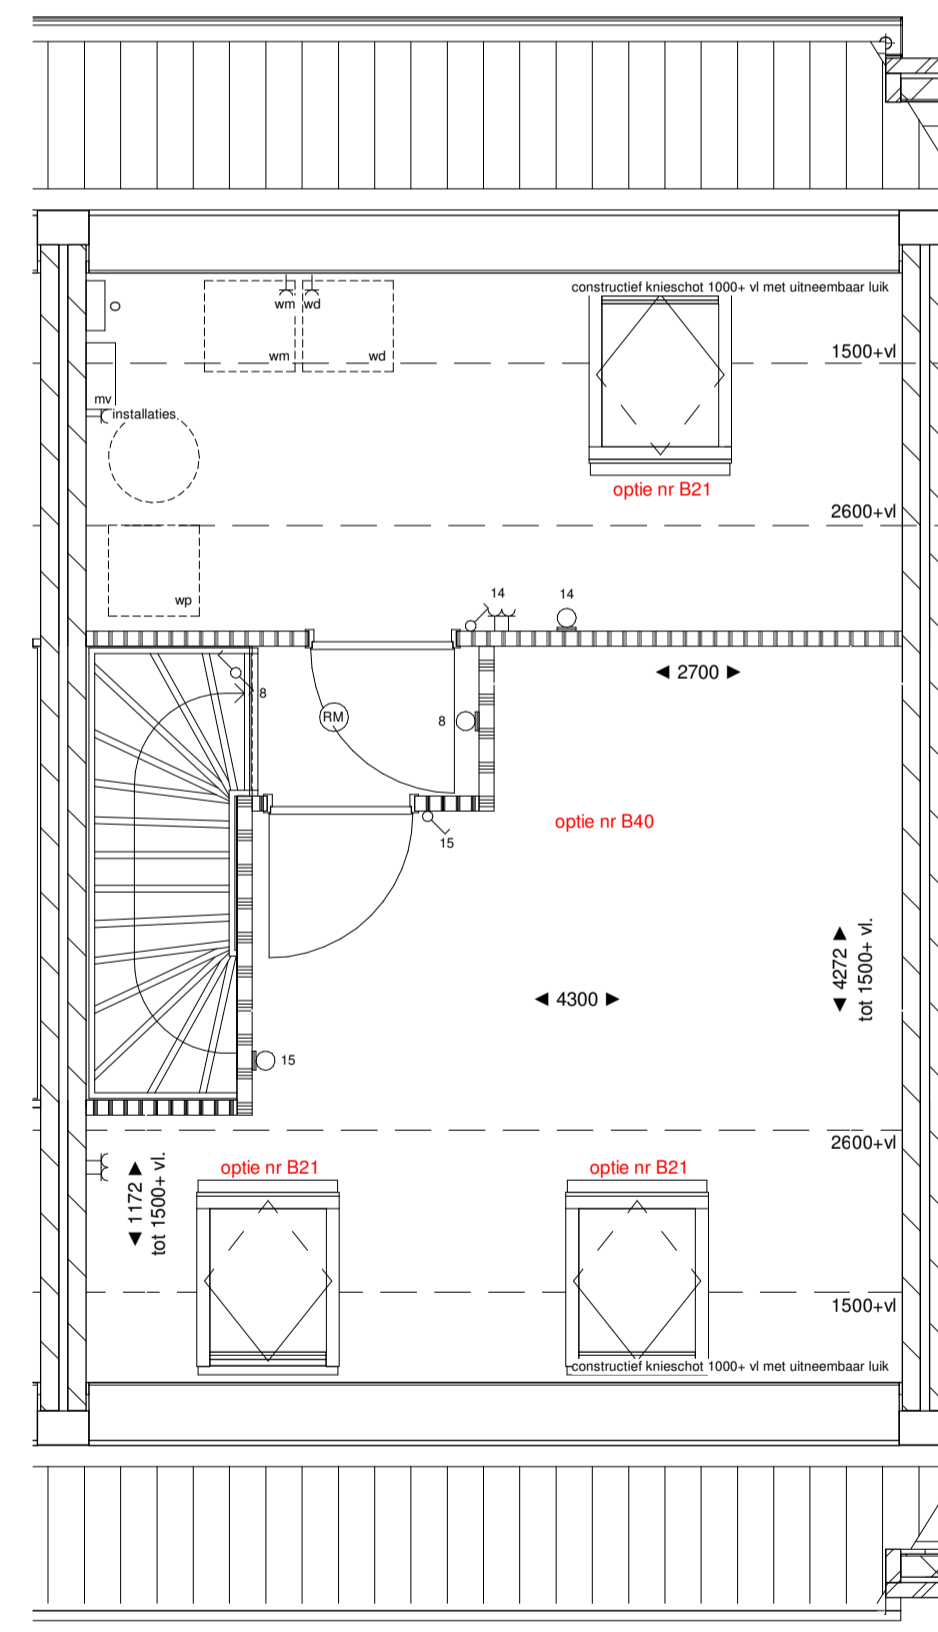 constructief knieschot 1000+ vl met uitneembaar luik
O
wm wd
wm wd
1500+vl
mv
installaties
optie nr B21
2600+vl
wp
14 14
◄ 2700 ►
8
RM
8
optie nr B40
15
◄ 4272 ►
tot 1500+ vl.
◄ 4300 ►
15
2600+vl
◄ 1172 ►
tot 1500+ vl.
optie nr B21 optie nr B21
1500+vl
constructief knieschot 1000+ vl met uitneembaar luik